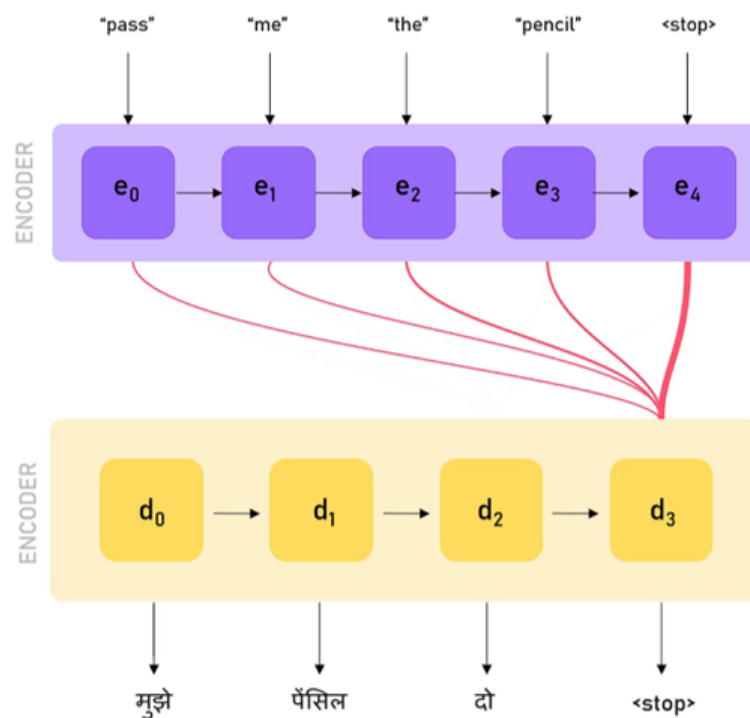 “pass” “me” “the” “pencil” <stop>
ENCODER
e0 e1 e2 e3 e4
ENCODER
d0 d1 d2 d3
मुझे पेंसिल दो <stop>